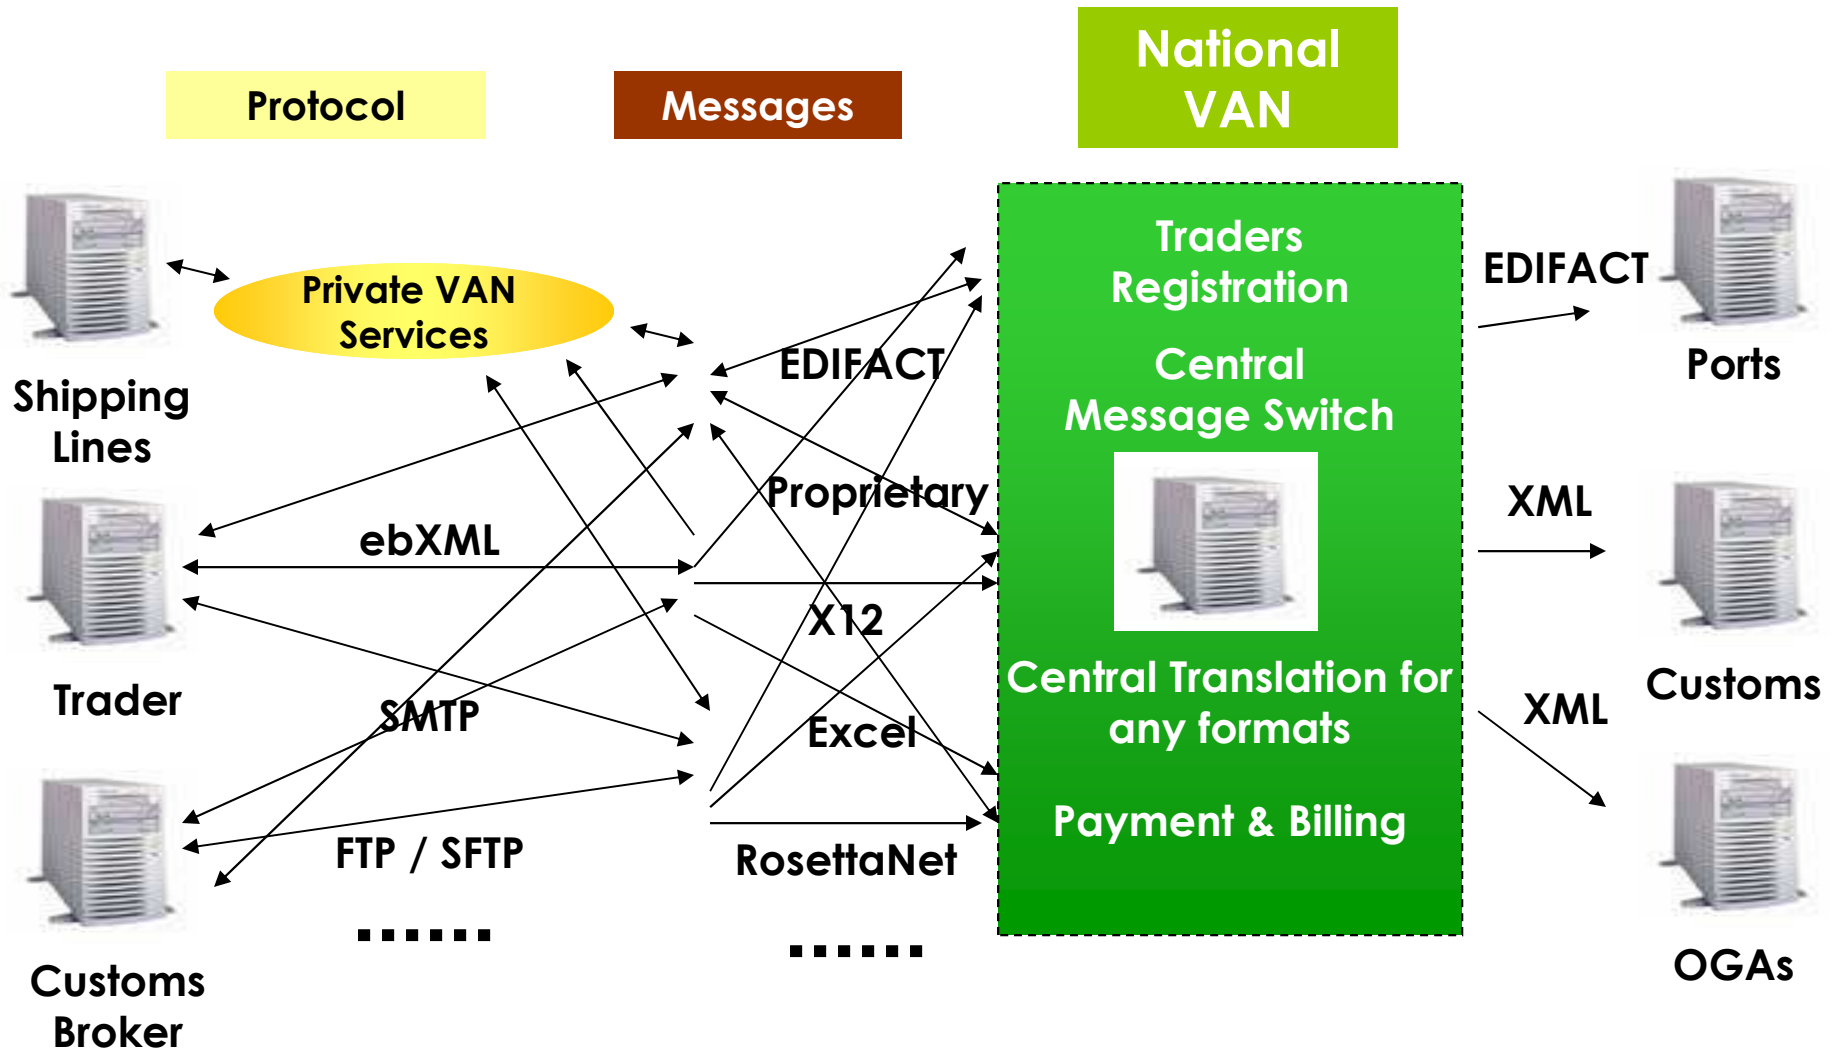 National
VAN
Protocol
Messages
Traders
Registration
EDIFACT
Private VAN
Services
EDIFACT
Central
Message Switch
Ports
Shipping
Lines
Proprietary
XML
ebXML
X12
Central Translation for
any formats
Customs
Trader
SMTP
Excel
XML
Payment & Billing
FTP / SFTP
RosettaNet
......
......
OGAs
Customs
Broker